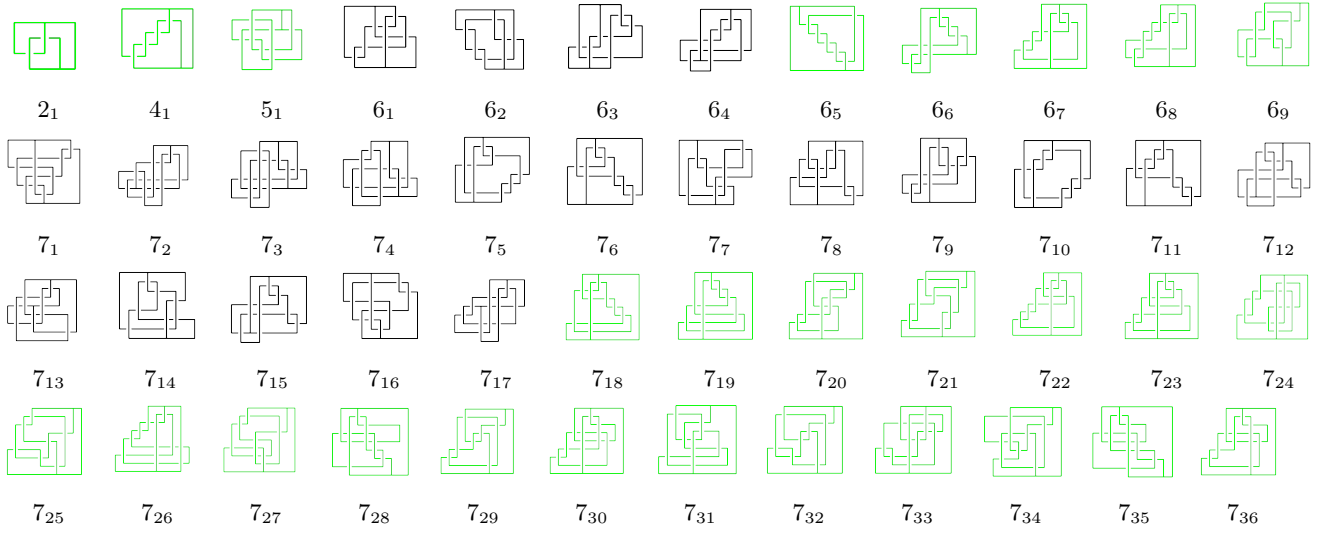 2₁ 4₁ 5₁ 6₁ 6₂ 6₃ 6₄ 6₅ 6₆ 6₇ 6₈ 6₉
7₁ 7₂ 7₃ 7₄ 7₅ 7₆ 7₇ 7₈ 7₉ 7₁₀ 7₁₁ 7₁₂
7₁₃ 7₁₄ 7₁₅ 7₁₆ 7₁₇ 7₁₈ 7₁₉ 7₂₀ 7₂₁ 7₂₂ 7₂₃ 7₂₄
7₂₅ 7₂₆ 7₂₇ 7₂₈ 7₂₉ 7₃₀ 7₃₁ 7₃₂ 7₃₃ 7₃₄ 7₃₅ 7₃₆